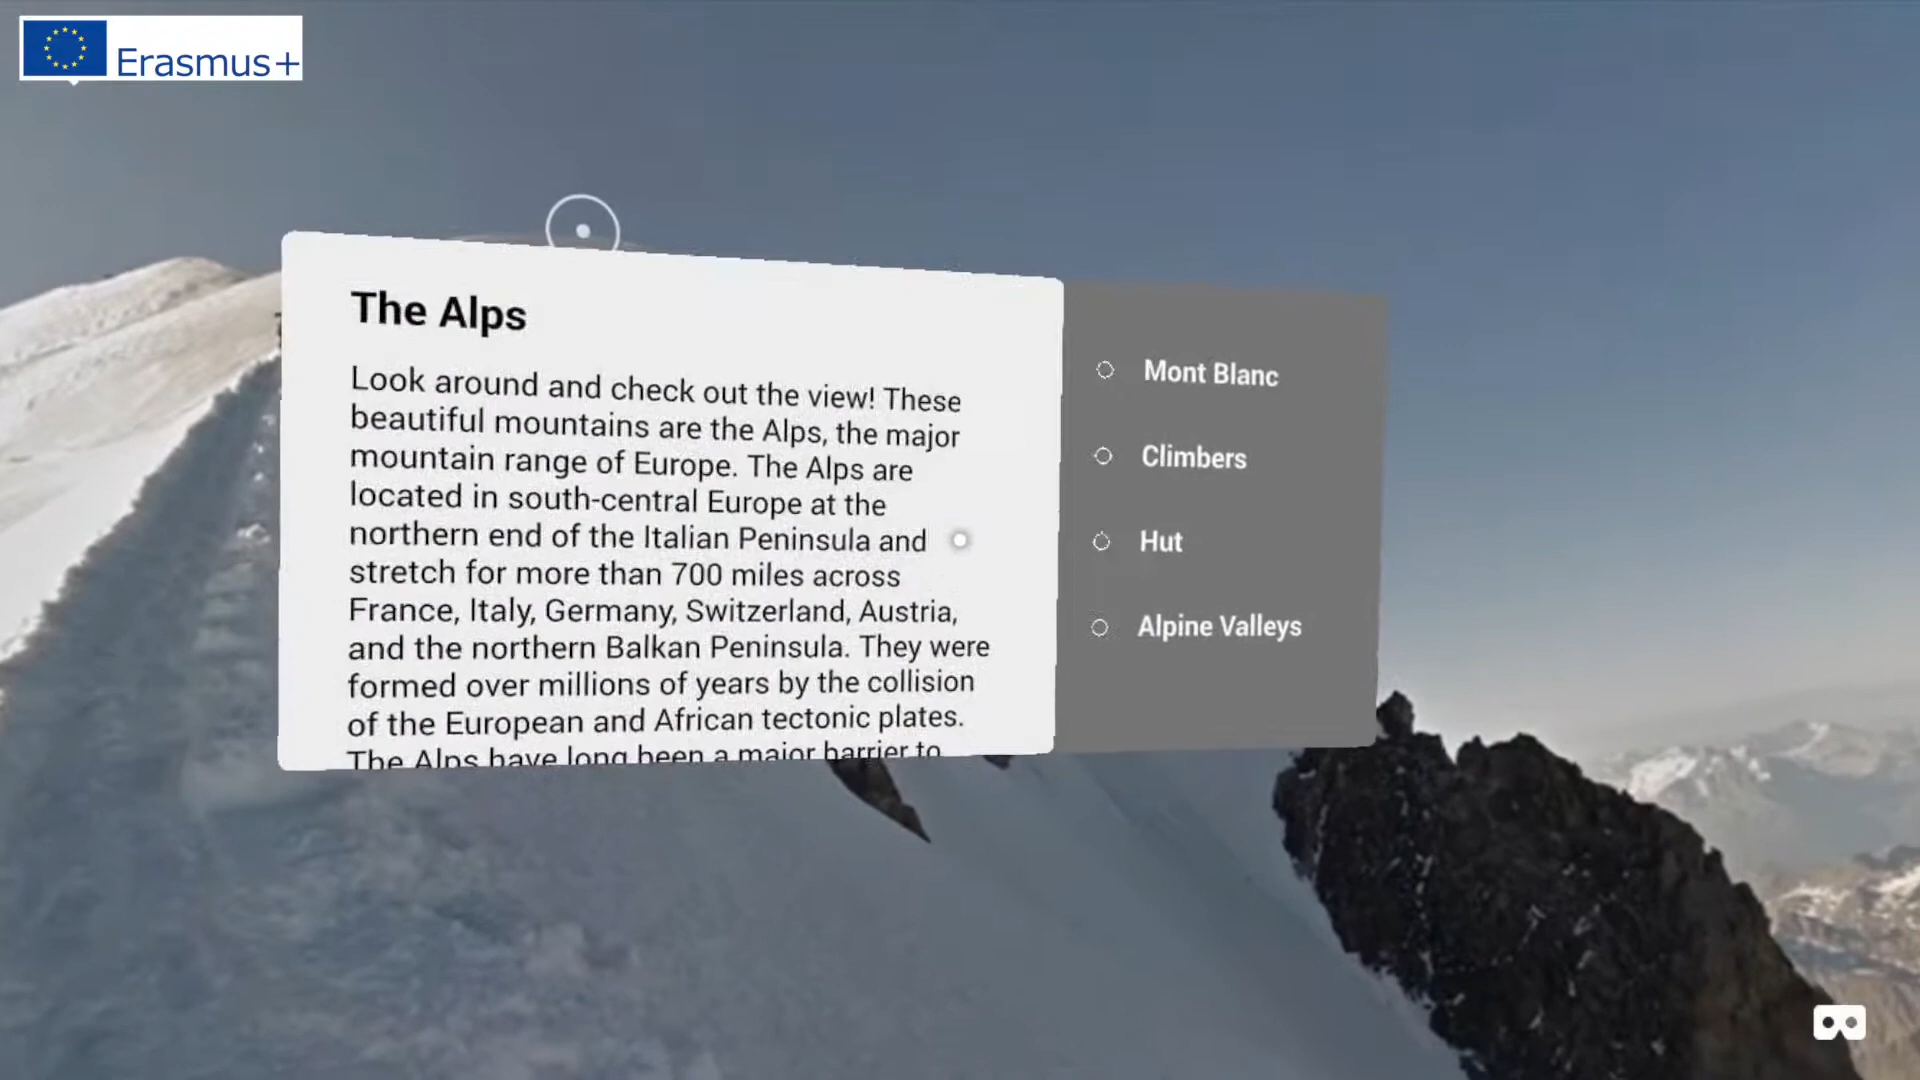 Erasmus+
The Alps
Look around and check out the view! These
beautiful mountains are the Alps, the major
mountain range of Europe. The Alps are
located in south-central Europe at the
northern end of the Italian Peninsula and
stretch for more than 700 miles across
France, Italy, Germany, Switzerland, Austria,
and the northern Balkan Peninsula. They were
formed over millions of years by the collision
of the European and African tectonic plates.
The Alps have long been a major barrier to
Mont Blanc
Climbers
Hut
Alpine Valleys